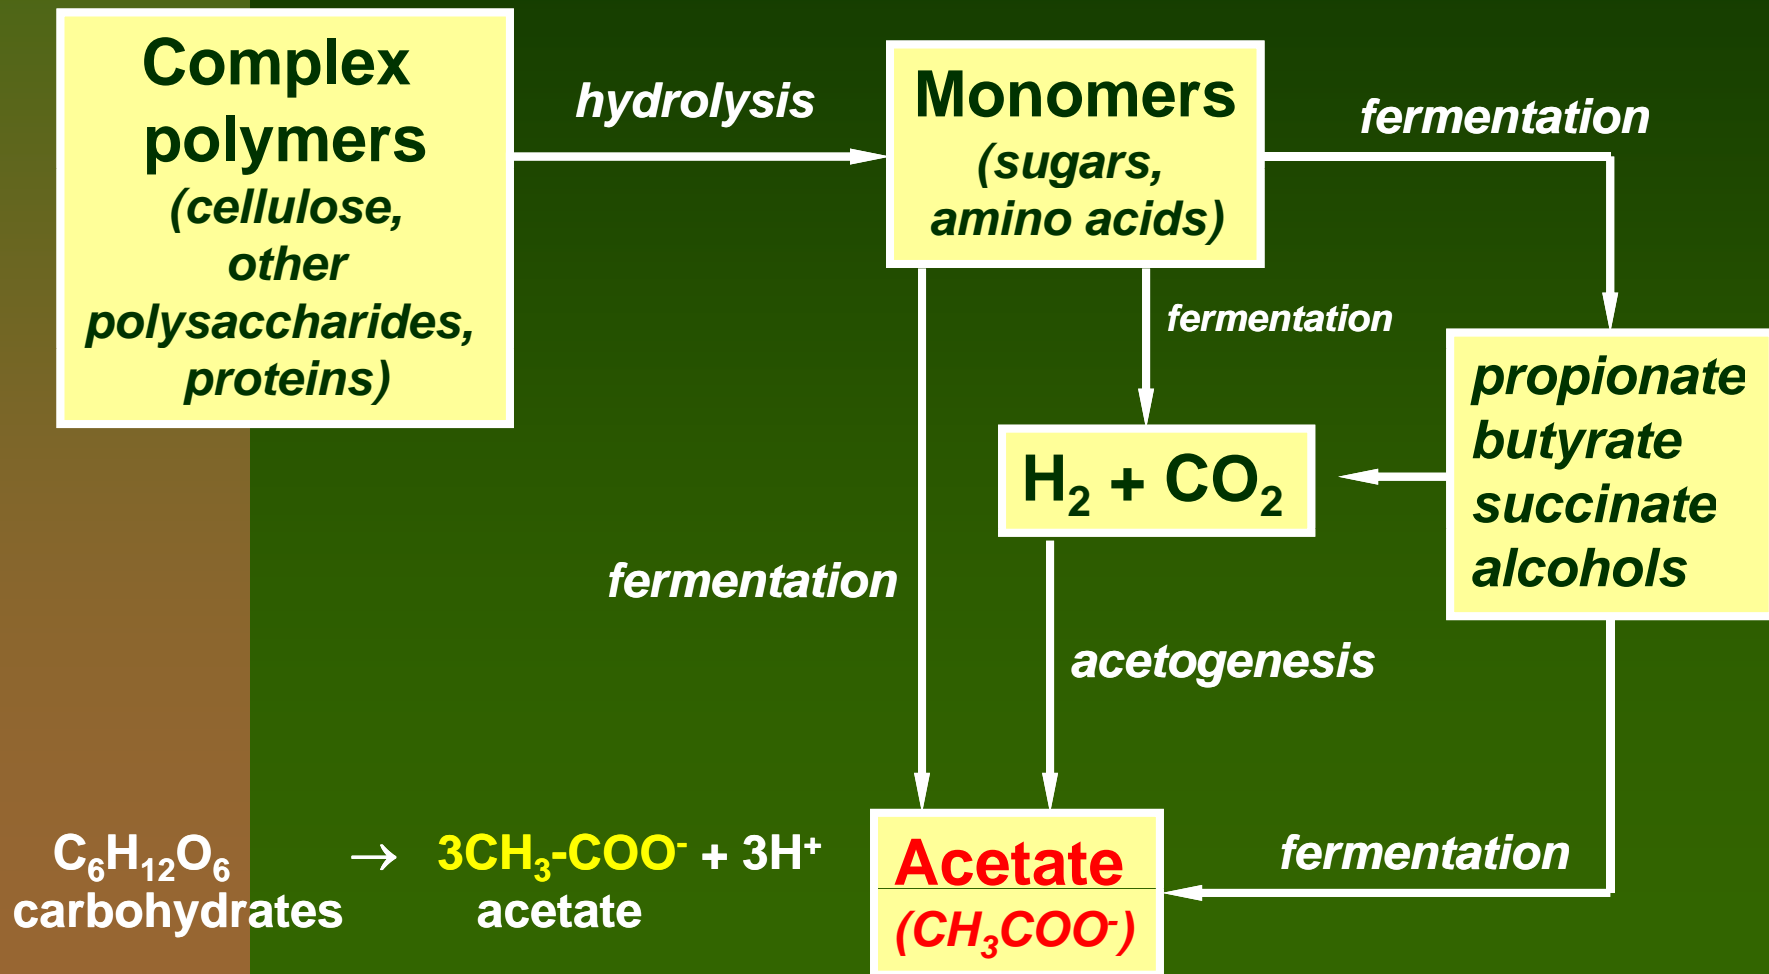 Complex
polymers
(cellulose,
other
polysaccharides,
proteins)
hydrolysis
Monomers
(sugars,
amino acids)
fermentation
fermentation
propionate
butyrate
succinate
alcohols
H₂ + CO₂
fermentation
acetogenesis
C₆H₁₂O₆ → 3CH₃-COO⁻ + 3H⁺
carbohydrates acetate
Acetate
(CH₃COO⁻)
fermentation